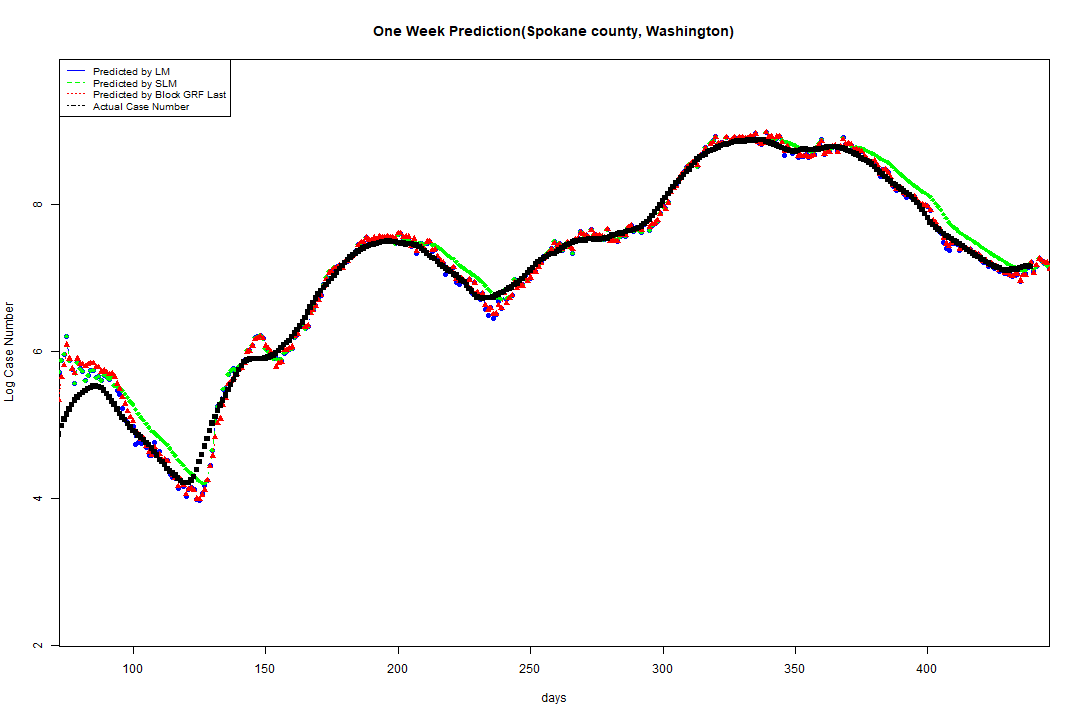 One Week Prediction(Spokane county, Washington)
Predicted by LM
Predicted by SLM
Predicted by Block GRF Last
Actual Case Number
8
6
4
2
Log Case Number
100 150 200 250 300 350 400
days